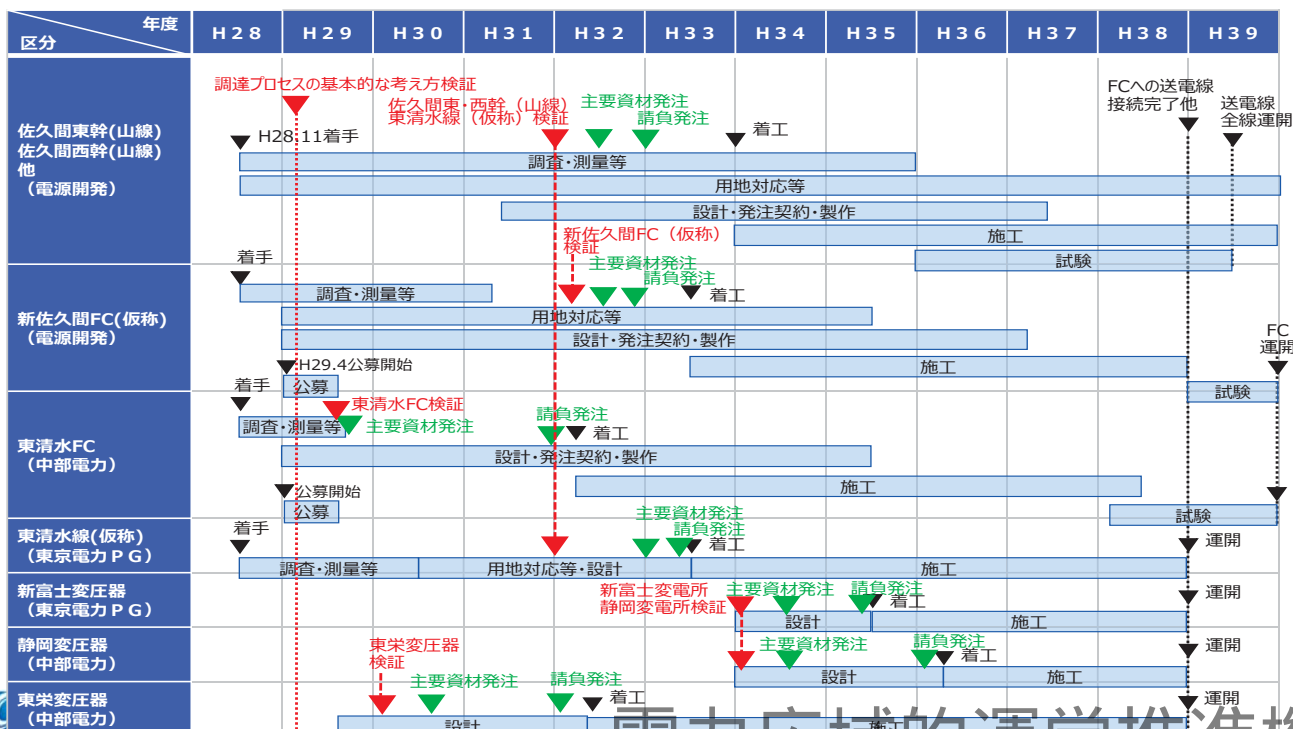 年度
区分
H28 H29 H30 H31 H32 H33 H34 H35 H36 H37 H38 H39
佐久間東幹(山線)
佐久間西幹(山線)
他
(電源開発)
調達プロセスの基本的な考え方検証
佐久間東・西幹(山線)
東清水線(仮称)検証
主要資材発注
請負発注
着工
FCへの送電線
接続完了他
送電線
全線運開
H28.11着手
調査・測量等
用地対応等
設計・発注契約・製作
施工
試験
新佐久間FC(仮称)
(電源開発)
着手
新佐久間FC(仮称)
検証
主要資材発注
請負発注
着工
調査・測量等
用地対応等
設計・発注契約・製作
施工
H29.4公募開始
公募
試験
FC
運開
東清水FC
(中部電力)
着手
東清水FC検証
調査・測量等
主要資材発注
請負発注
着工
設計・発注契約・製作
施工
公募開始
公募
試験
東清水線(仮称)
(東京電力PG)
着手
主要資材発注
請負発注
着工
運開
調査・測量等
用地対応等・設計
施工
新富士変圧器
(東京電力PG)
新富士変電所
静岡変電所検証
主要資材発注
請負発注
着工
運開
設計
施工
静岡変圧器
(中部電力)
主要資材発注
請負発注
着工
運開
設計
施工
東栄変圧器
(中部電力)
東栄変圧器
検証
主要資材発注
請負発注
着工
運開
設計
施工
電力広域的運営推進機